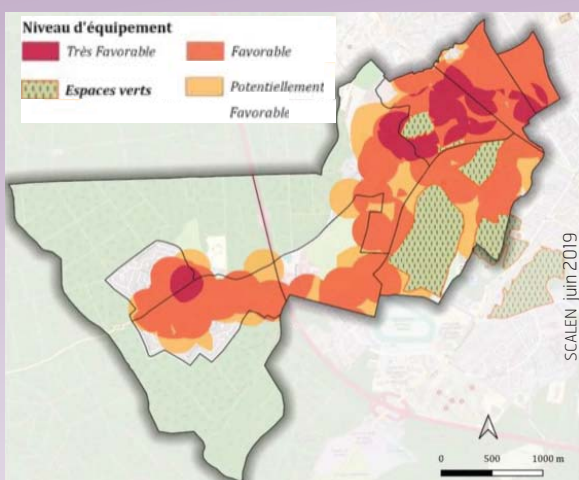 Niveau d'équipement
Très Favorable
Favorable
Espaces verts
Potentiellement
Favorable
SCALEN juin 2019
0 500 1000 m